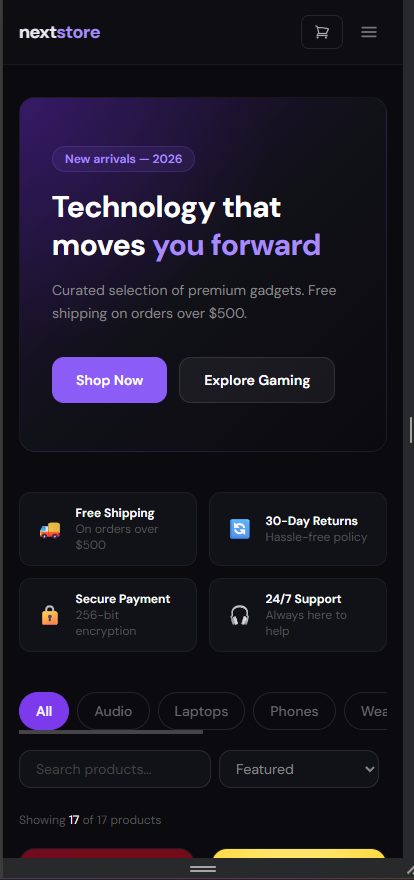 nextstore
New arrivals — 2026
Technology that
moves you forward
Curated selection of premium gadgets. Free
shipping on orders over $500.
Shop Now
Explore Gaming
Free Shipping
On orders over
$500
30-Day Returns
Hassle-free policy
Secure Payment
256-bit
encryption
24/7 Support
Always here to
help
All
Audio
Laptops
Phones
Wea
Search products...
Featured
Showing 17 of 17 products